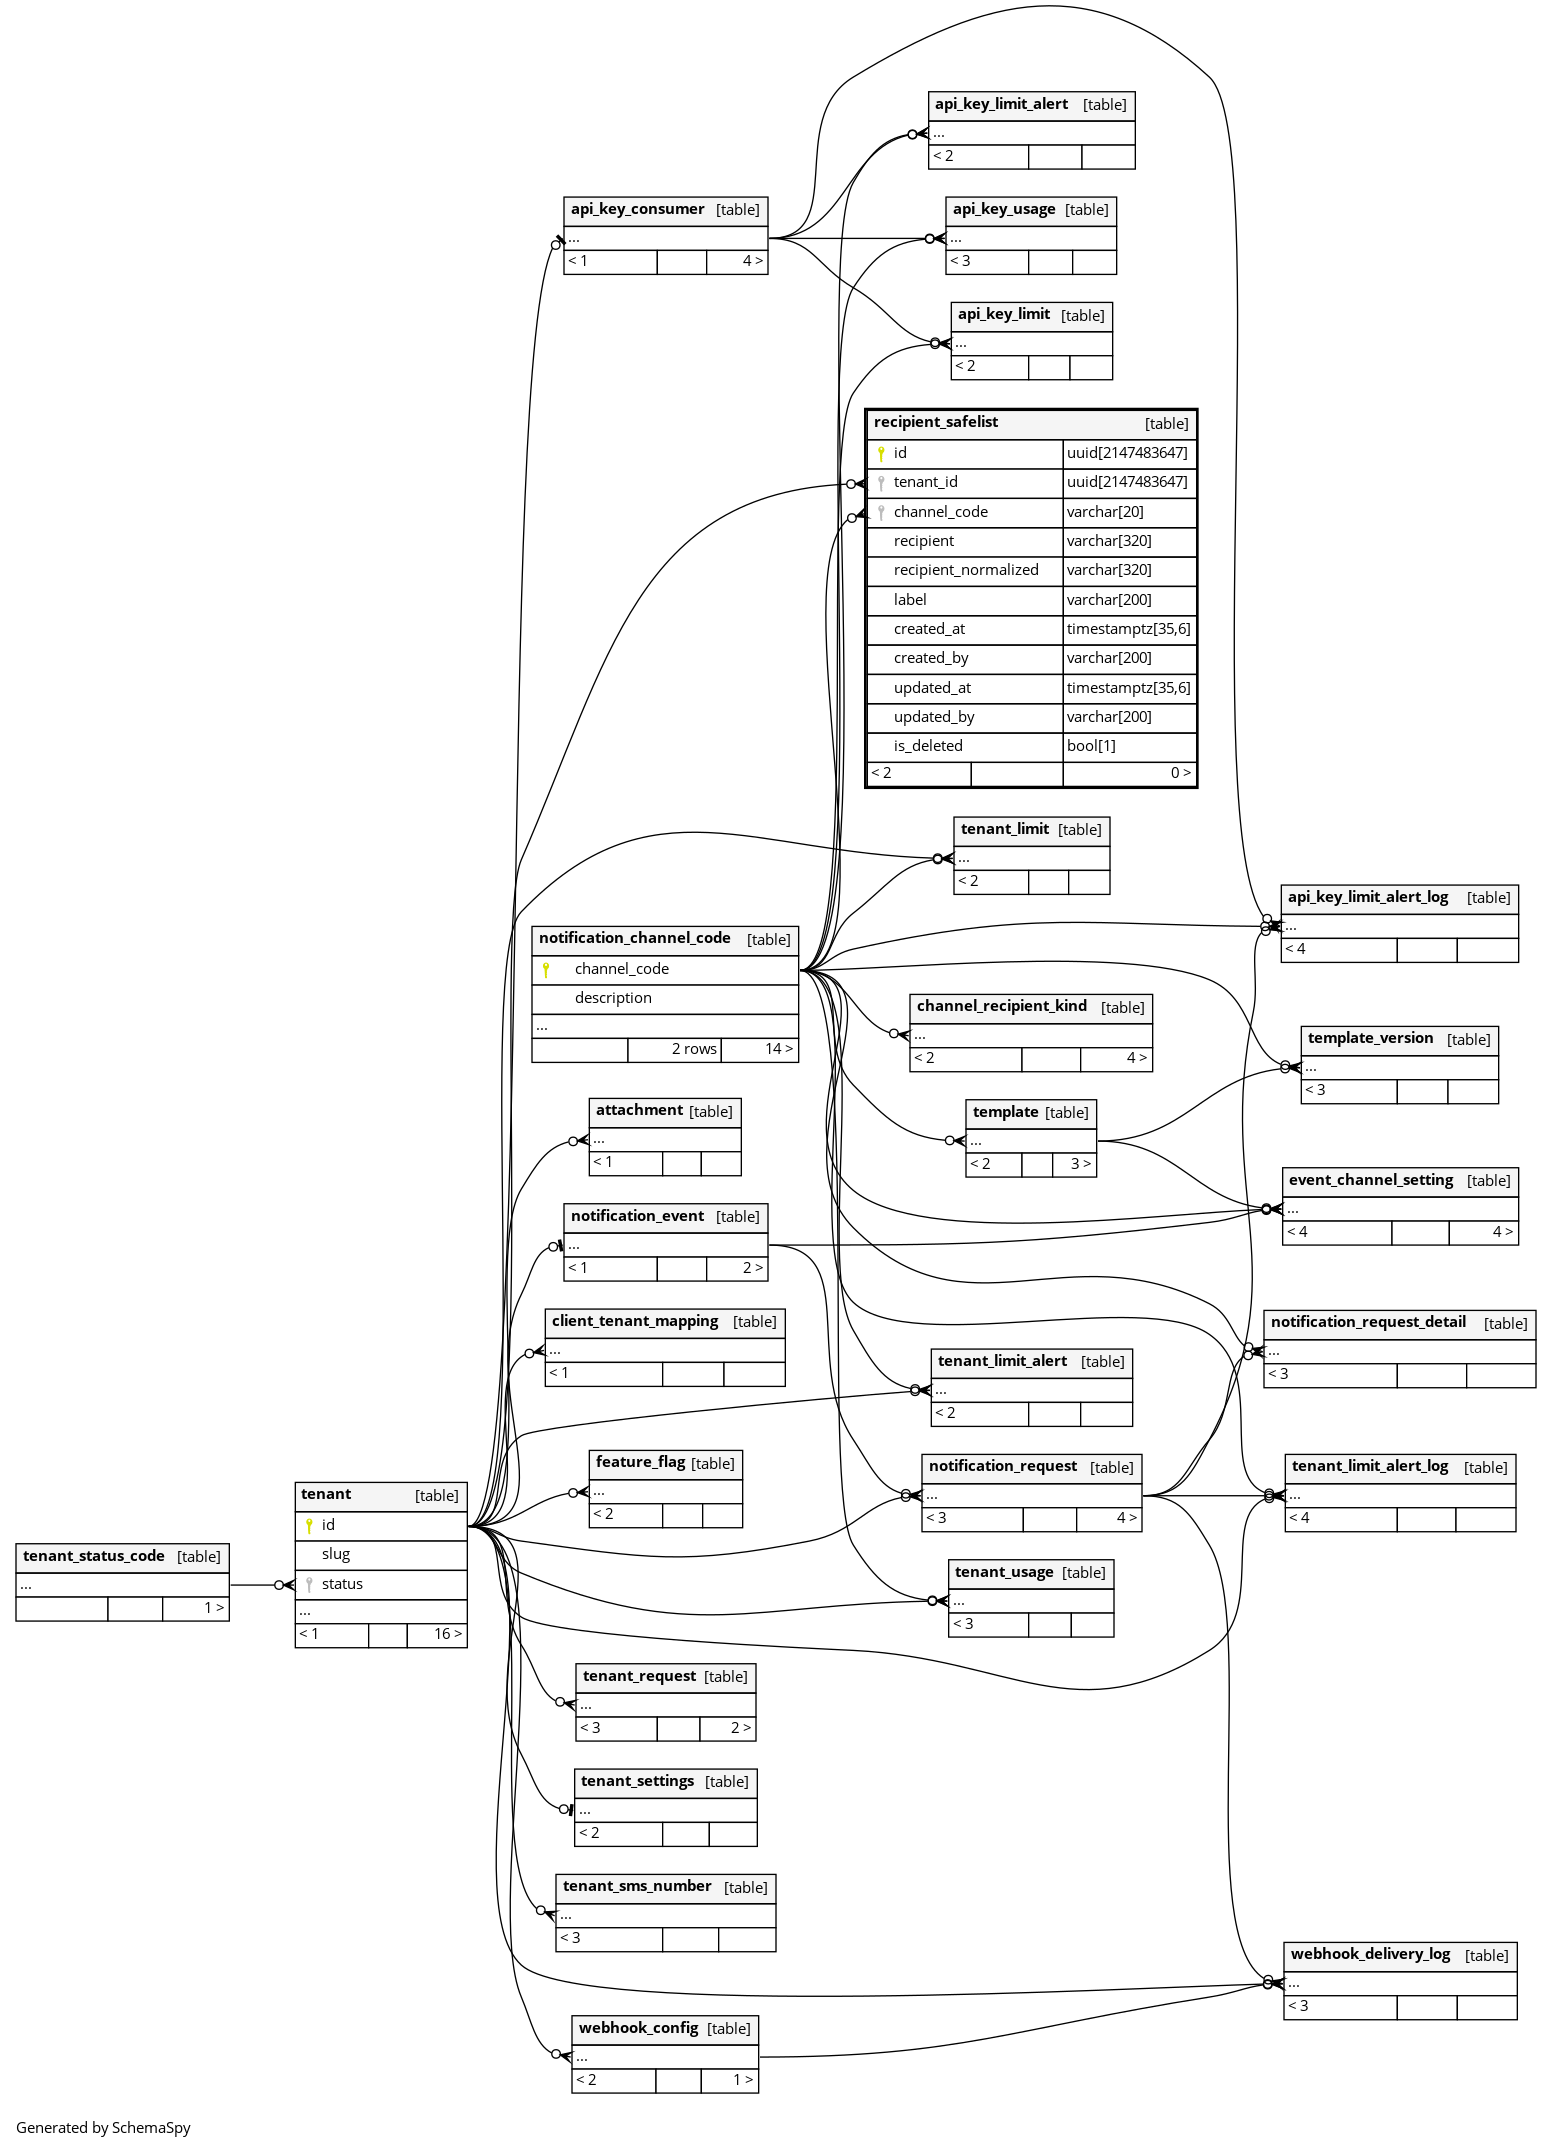 api_key_limit_alert [table]
...
< 2
api_key_consumer [table]
...
< 1 4 >
api_key_usage [table]
...
< 3
api_key_limit [table]
...
< 2
recipient_safelist [table]
id uuid[2147483647]
tenant_id uuid[2147483647]
channel_code varchar[20]
recipient varchar[320]
recipient_normalized varchar[320]
label varchar[200]
created_at timestamptz[35,6]
created_by varchar[200]
updated_at timestamptz[35,6]
updated_by varchar[200]
is_deleted bool[1]
< 2 0 >
tenant_limit [table]
...
< 2
api_key_limit_alert_log [table]
...
< 4
notification_channel_code [table]
channel_code
description
...
2 rows 14 >
channel_recipient_kind [table]
...
< 2 4 >
template_version [table]
...
< 3
attachment [table]
...
< 1
template [table]
...
< 2 3 >
event_channel_setting [table]
...
< 4 4 >
notification_event [table]
...
< 1 2 >
client_tenant_mapping [table]
...
< 1
notification_request_detail [table]
...
< 3
tenant_limit_alert [table]
...
< 2
feature_flag [table]
...
< 2
notification_request [table]
...
< 3 4 >
tenant_limit_alert_log [table]
...
< 4
tenant [table]
id
slug
status
...
< 1 16 >
tenant_status_code [table]
...
1 >
tenant_usage [table]
...
< 3
tenant_request [table]
...
< 3 2 >
tenant_settings [table]
...
< 2
tenant_sms_number [table]
...
< 3
webhook_delivery_log [table]
...
< 3
webhook_config [table]
...
< 2 1 >
Generated by SchemaSpy